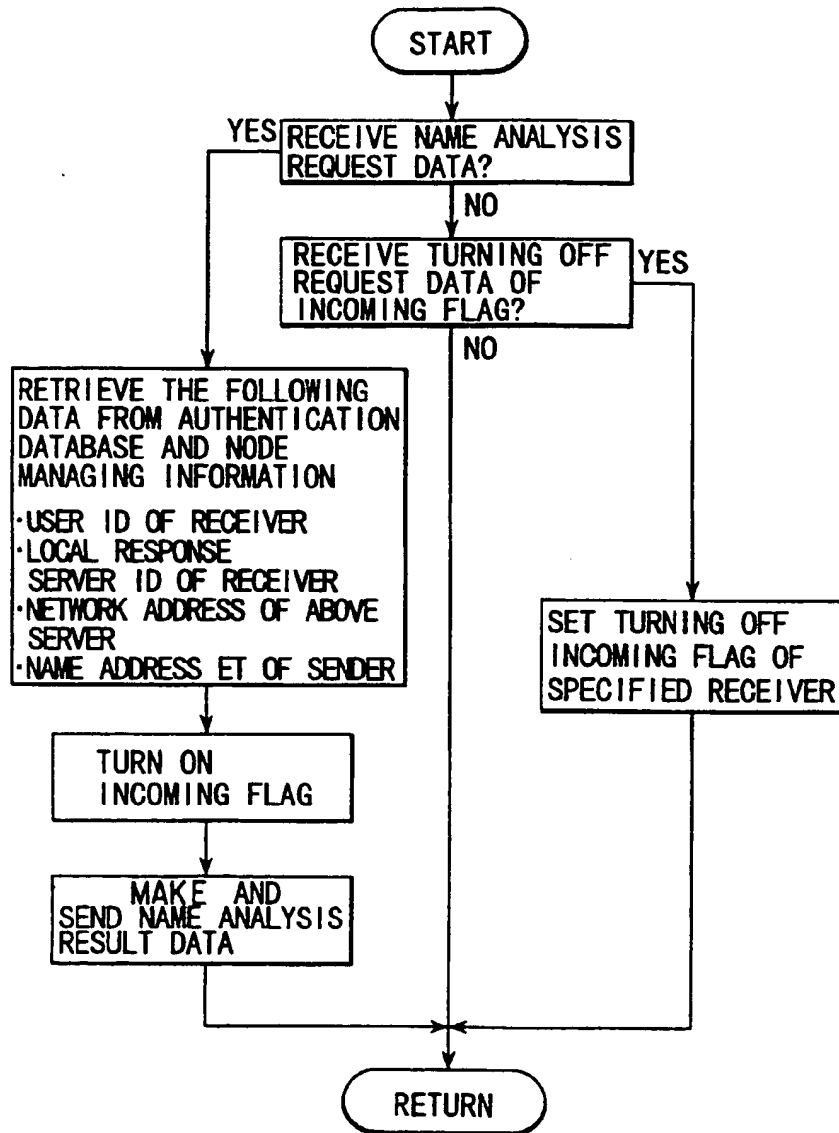 START
YES
RECEIVE NAME ANALYSIS
REQUEST DATA?
NO
RECEIVE TURNING OFF
REQUEST DATA OF
INCOMING FLAG?
YES
NO
RETRIEVE THE FOLLOWING
DATA FROM AUTHENTICATION
DATABASE AND NODE
MANAGING INFORMATION
·USER ID OF RECEIVER
·LOCAL RESPONSE
SERVER ID OF RECEIVER
·NETWORK ADDRESS OF ABOVE
SERVER
·NAME ADDRESS ET OF SENDER
SET TURNING OFF
INCOMING FLAG OF
SPECIFIED RECEIVER
TURN ON
INCOMING FLAG
MAKE AND
SEND NAME ANALYSIS
RESULT DATA
RETURN